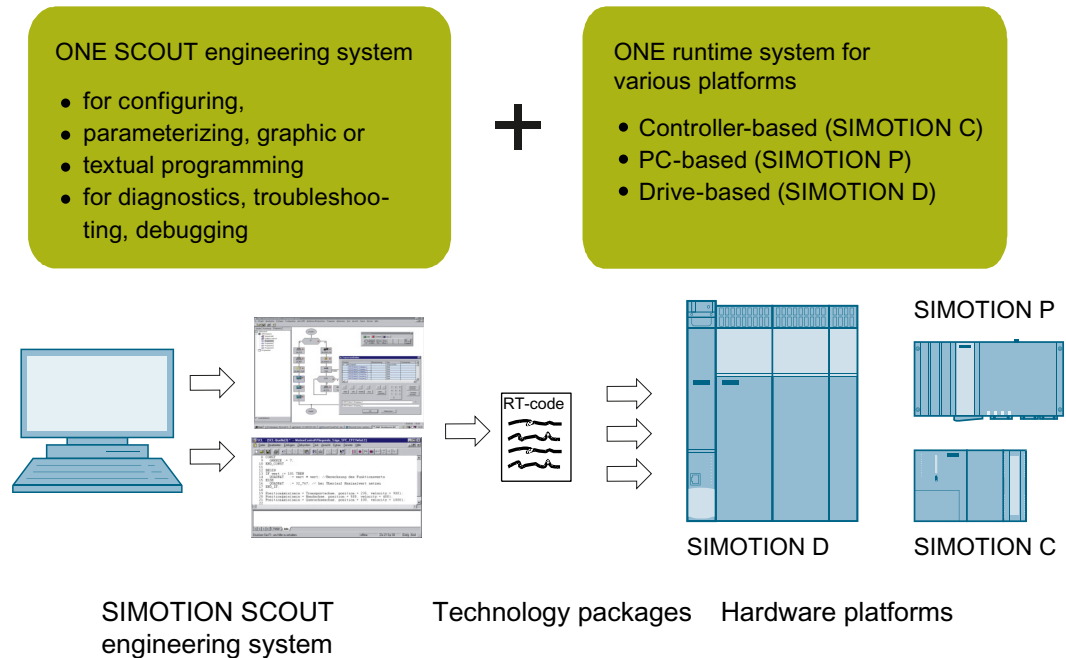 ONE SCOUT engineering system
● for configuring,
● parameterizing, graphic or
● textual programming
● for diagnostics, troubleshoo-
ting, debugging
+
ONE runtime system for
various platforms
● Controller-based (SIMOTION C)
● PC-based (SIMOTION P)
● Drive-based (SIMOTION D)
RT-code
SIMOTION P
SIMOTION D
SIMOTION C
SIMOTION SCOUT
engineering system
Technology packages
Hardware platforms